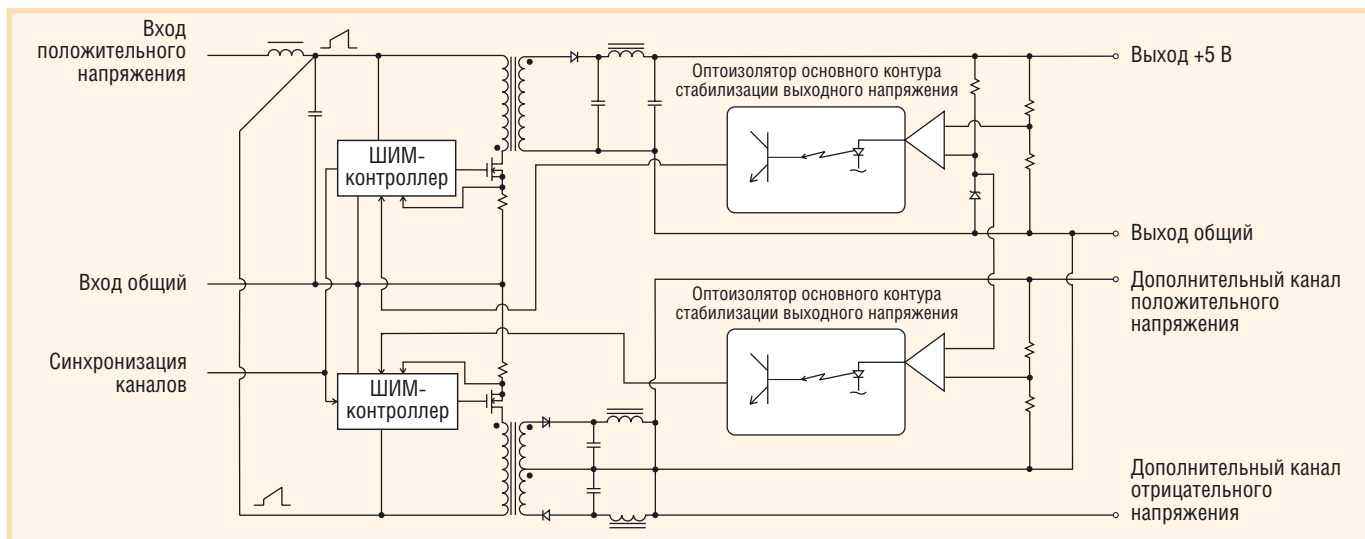 Вход
положительного
напряжения
Оптоизолятор основного контура
стабилизации выходного напряжения
Выход +5 В
ШИМ-
контроллер
Выход общий
Вход общий
Оптоизолятор основного контура
стабилизации выходного напряжения
Дополнительный канал
положительного
напряжения
Синхронизация
каналов
ШИМ-
контроллер
Дополнительный канал
отрицательного
напряжения